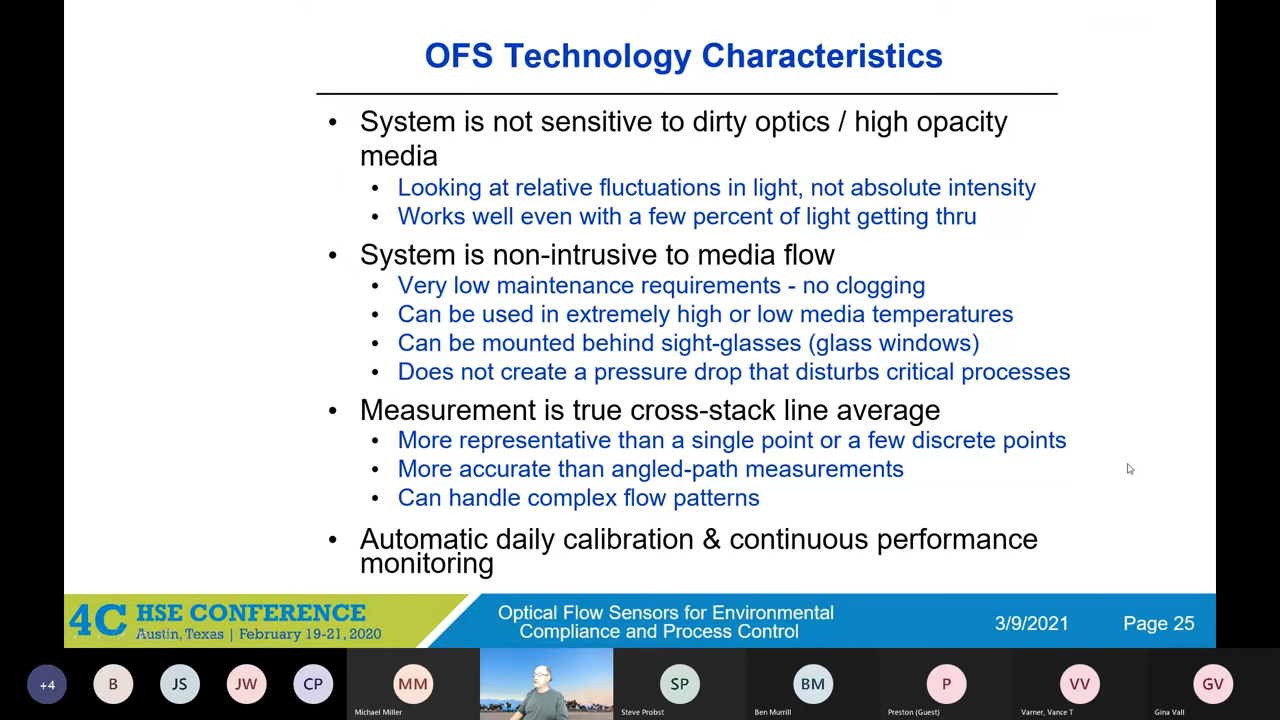 OFS Technology Characteristics
• System is not sensitive to dirty optics / high opacity
media
• Looking at relative fluctuations in light, not absolute intensity
• Works well even with a few percent of light getting thru
• System is non-intrusive to media flow
• Very low maintenance requirements - no clogging
• Can be used in extremely high or low media temperatures
• Can be mounted behind sight-glasses (glass windows)
• Does not create a pressure drop that disturbs critical processes
• Measurement is true cross-stack line average
• More representative than a single point or a few discrete points
• More accurate than angled-path measurements
• Can handle complex flow patterns
• Automatic daily calibration & continuous performance
monitoring
4C HSE CONFERENCE
Austin, Texas | February 19-21, 2020
Optical Flow Sensors for Environmental
Compliance and Process Control
3/9/2021
Page 25
+4
B
JS
JW
CP
MM
Michael Miller
SP
Steve Probst
BM
Ben Murrill
P
Preston (Guest)
VV
Varner, Vance T
GV
Gina Vall